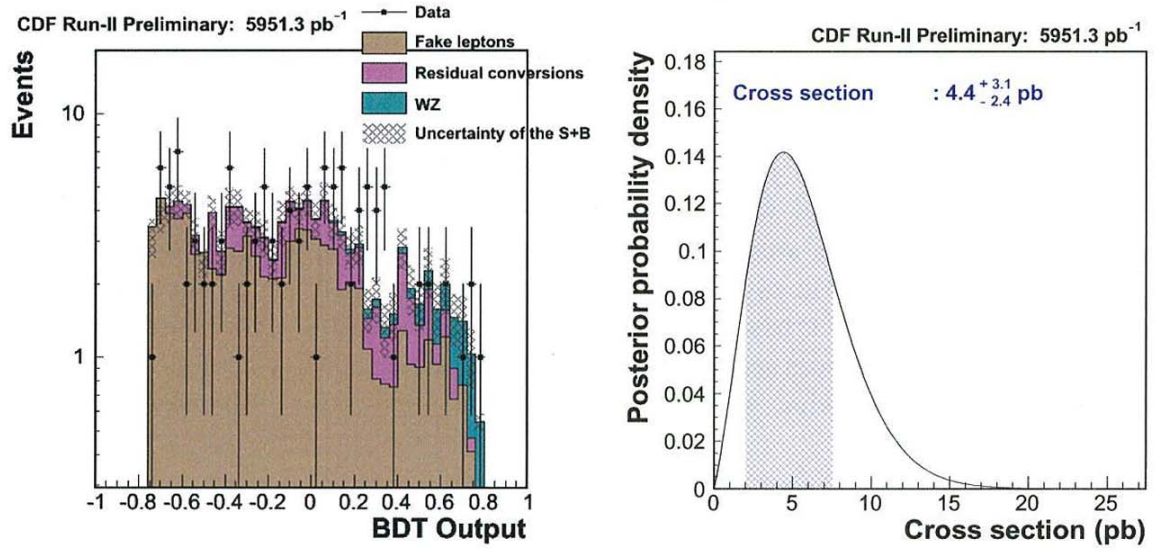 CDF Run-II Preliminary: 5951.3 pb⁻¹
Data
Fake leptons
Residual conversions
WZ
Uncertainty of the S+B
Events
10
1
-1 -0.8 -0.6 -0.4 -0.2 0 0.2 0.4 0.6 0.8 1
BDT Output
CDF Run-II Preliminary: 5951.3 pb⁻¹
Cross section : 4.4 + 3.1 - 2.4 pb
Posterior probability density
0.18
0.16
0.14
0.12
0.1
0.08
0.06
0.04
0.02
0
0 5 10 15 20 25
Cross section (pb)